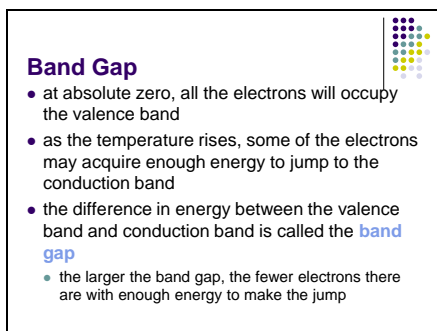 Band Gap
at absolute zero, all the electrons will occupy
the valence band
as the temperature rises, some of the electrons
may acquire enough energy to jump to the
conduction band
the difference in energy between the valence
band and conduction band is called the band
gap
the larger the band gap, the fewer electrons there
are with enough energy to make the jump